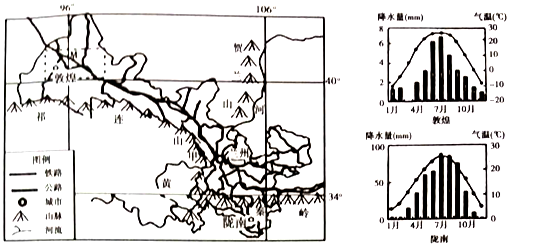 96°
106°
M
敦煌
贺
兰
山
河
40°
祁
连
山
甲
兰州
黄
34°
陇南
秦
岭
图例
铁路
公路
城市
山脉
河流
降水量(mm)
气温(℃)
8
6
4
2
0
30
20
10
0
-10
-20
1月
4月
7月
10月
敦煌
降水量(mm)
气温(℃)
100
50
0
30
20
10
0
1月
4月
7月
10月
陇南